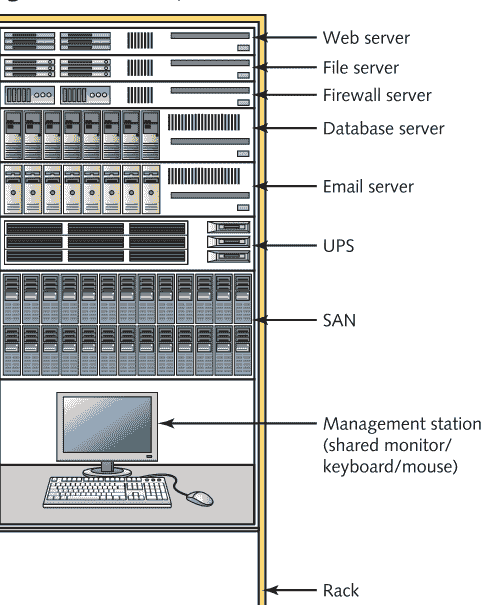 Web server
File server
Firewall server
Database server
Email server
UPS
SAN
Management station
(shared monitor/
keyboard/mouse)
Rack